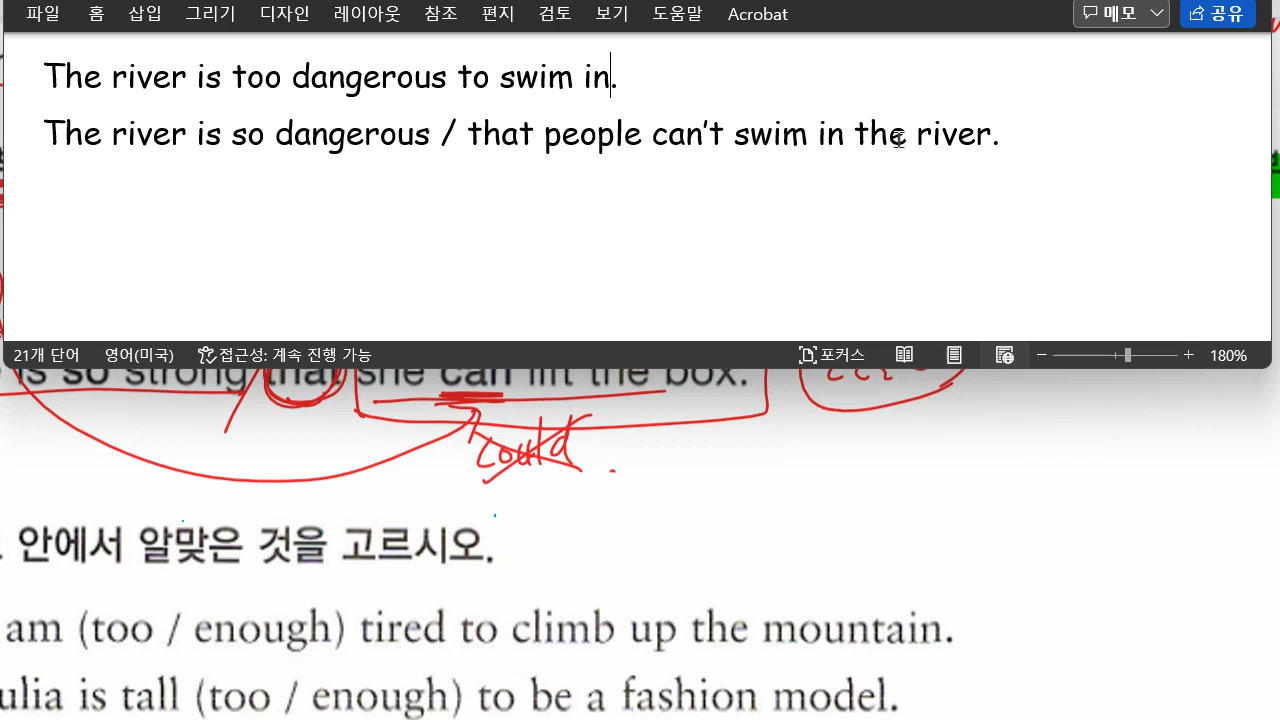 파일 홈 삽입 그리기 디자인 레이아웃 참조 편지 검토 보기 도움말 Acrobat 메모 공유
The river is too dangerous to swim in.
The river is so dangerous / that people can't swim in the river.
21개 단어 영어(미국) 접근성: 계속 진행 가능 포커스 180%
is so strong that she can lift the box.
could
안에서 알맞은 것을 고르시오.
am (too / enough) tired to climb up the mountain.
ulia is tall (too / enough) to be a fashion model.